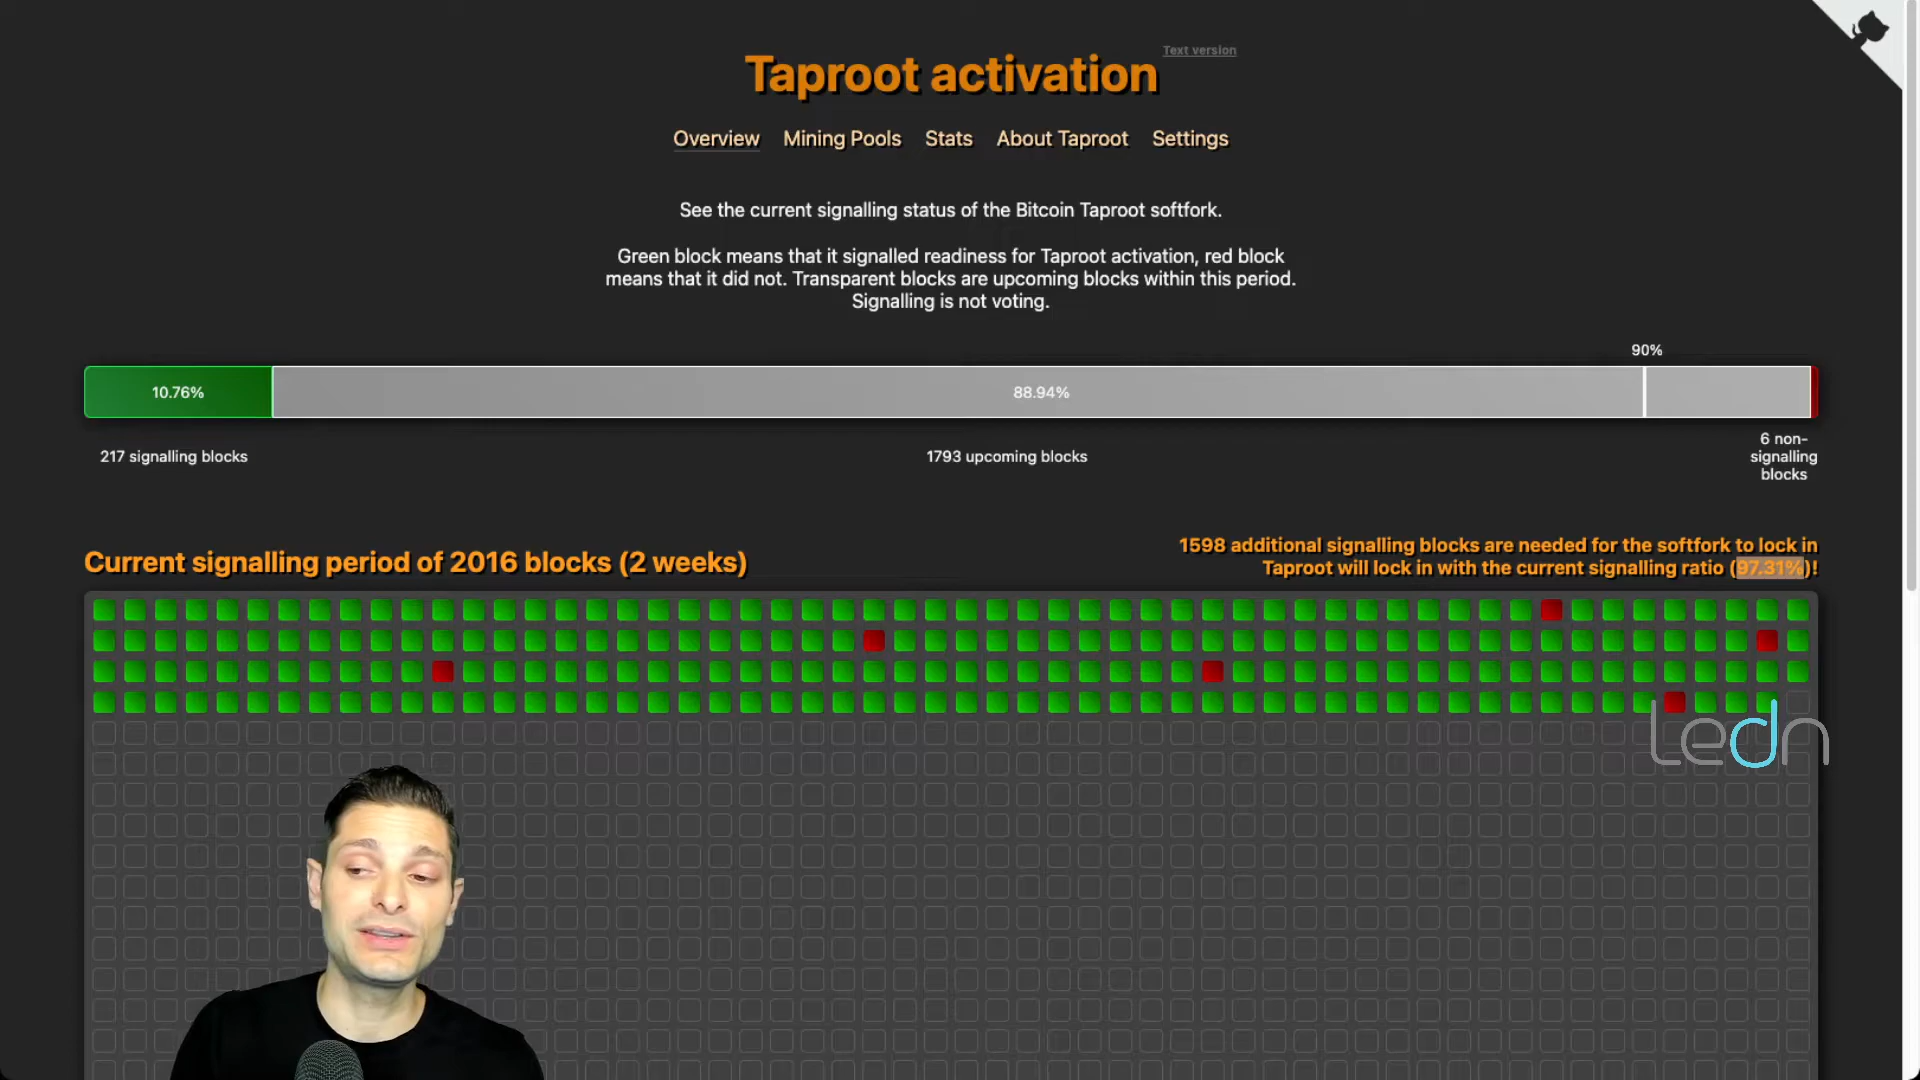 Text version
Taproot activation
Overview Mining Pools Stats About Taproot Settings
See the current signalling status of the Bitcoin Taproot softfork.
Green block means that it signalled readiness for Taproot activation, red block
means that it did not. Transparent blocks are upcoming blocks within this period.
Signalling is not voting.
90%
10.76% 88.94%
217 signalling blocks 1793 upcoming blocks 6 non-
signalling
blocks
1598 additional signalling blocks are needed for the softfork to lock in
Current signalling period of 2016 blocks (2 weeks)
Taproot will lock in with the current signalling ratio (97.31%)!
ledn